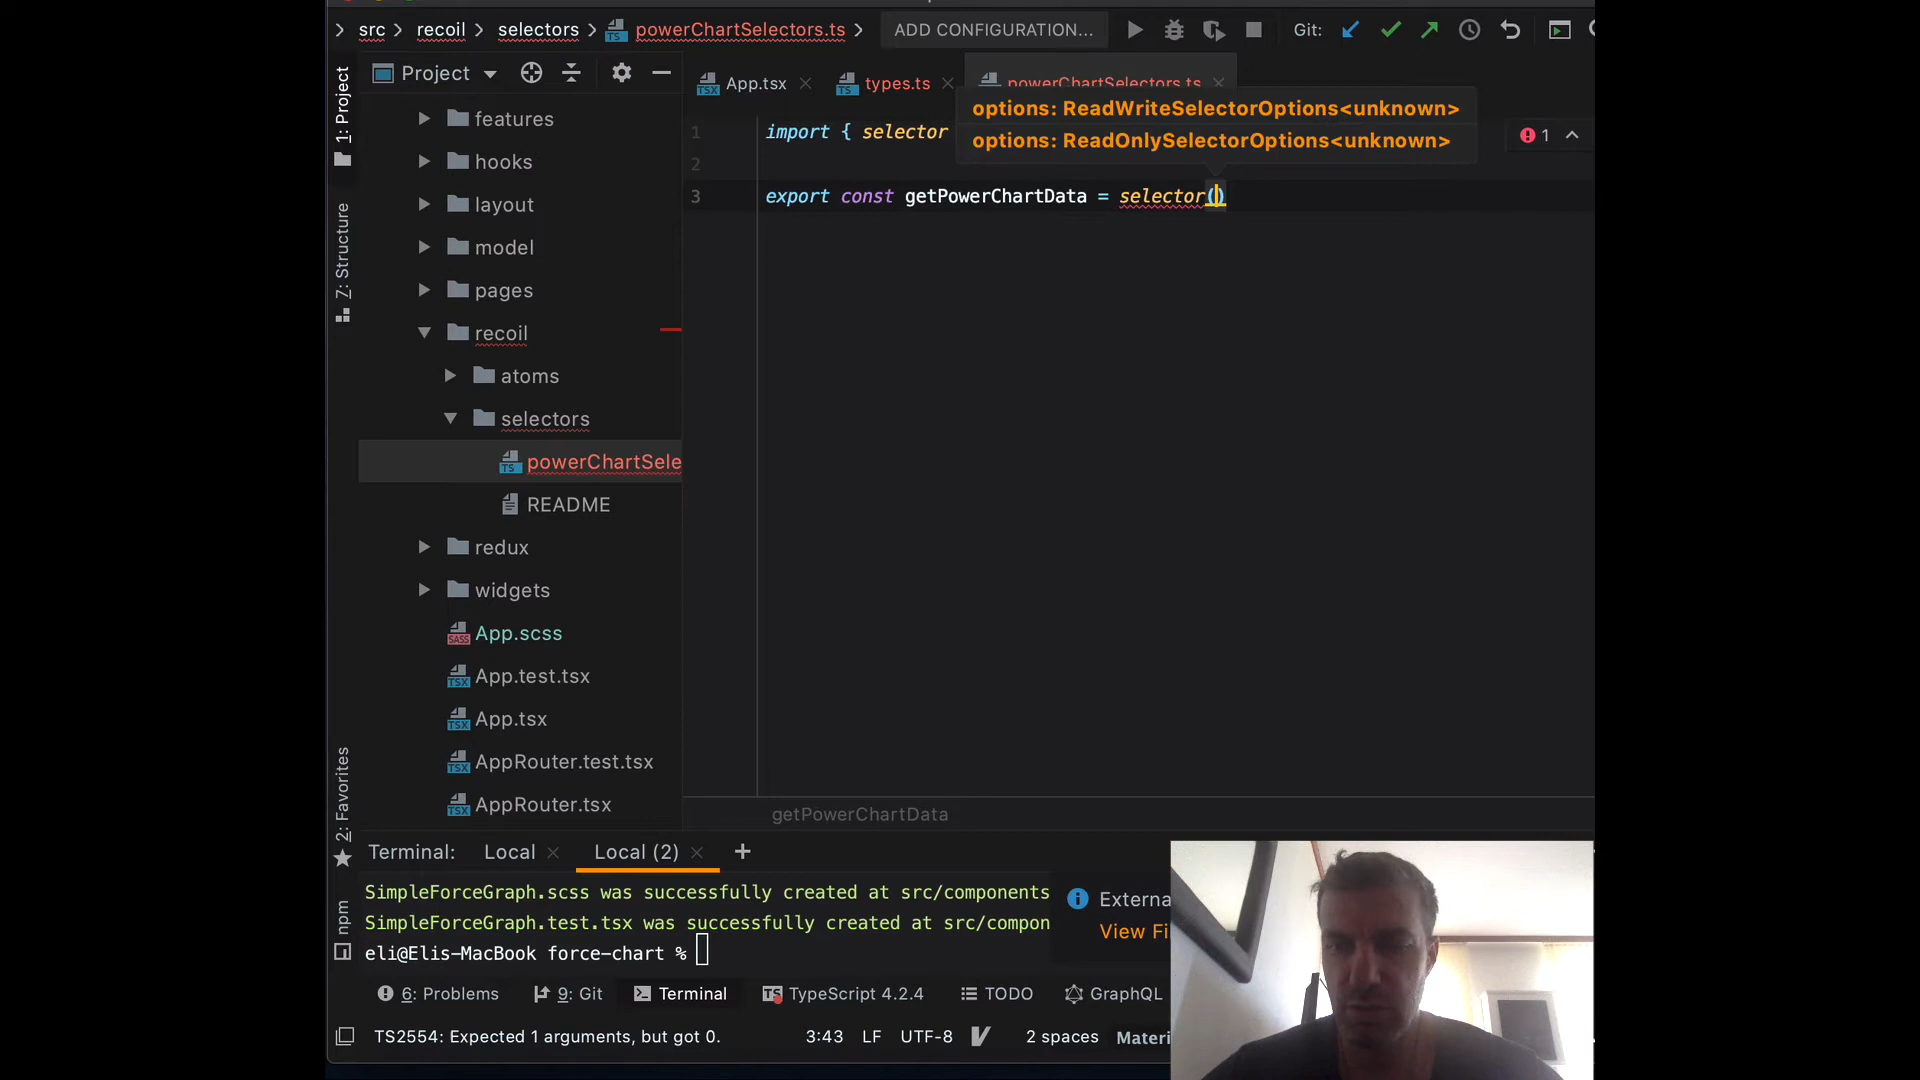 src recoil selectors powerChartSelectors.ts ADD CONFIGURATION... Git:
1: Project
Project
App.tsx
types.ts
powerChartSelectors.ts
options: ReadWriteSelectorOptions<unknown>
options: ReadOnlySelectorOptions<unknown>
1
1 import { selector
2
3 export const getPowerChartData = selector()
features
hooks
layout
model
pages
recoil
atoms
selectors
powerChartSele
README
redux
widgets
App.scss
App.test.tsx
App.tsx
AppRouter.test.tsx
AppRouter.tsx
Z: Structure
2: Favorites
npm
getPowerChartData
Terminal: Local Local (2) +
SimpleForceGraph.scss was successfully created at src/components
SimpleForceGraph.test.tsx was successfully created at src/compon
eli@Elis-MacBook force-chart %
Externa
View Fi
6: Problems 9: Git Terminal TypeScript 4.2.4 TODO GraphQL
TS2554: Expected 1 arguments, but got 0. 3:43 LF UTF-8 2 spaces Materi